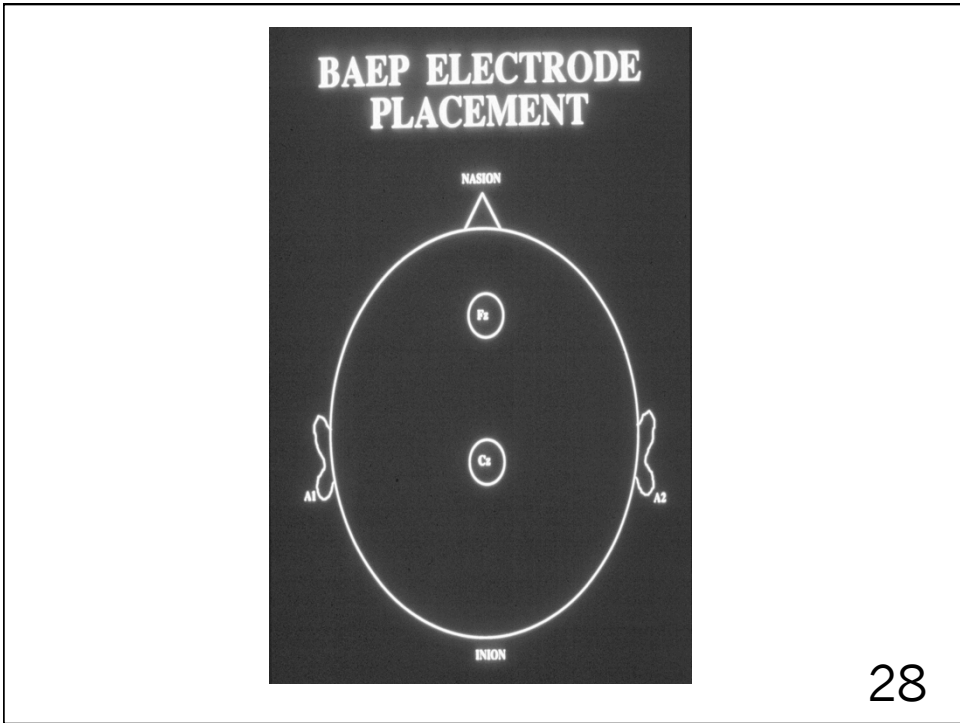 BAEP ELECTRODE
PLACEMENT
NASION
Fz
Cz
A1
A2
INION
28